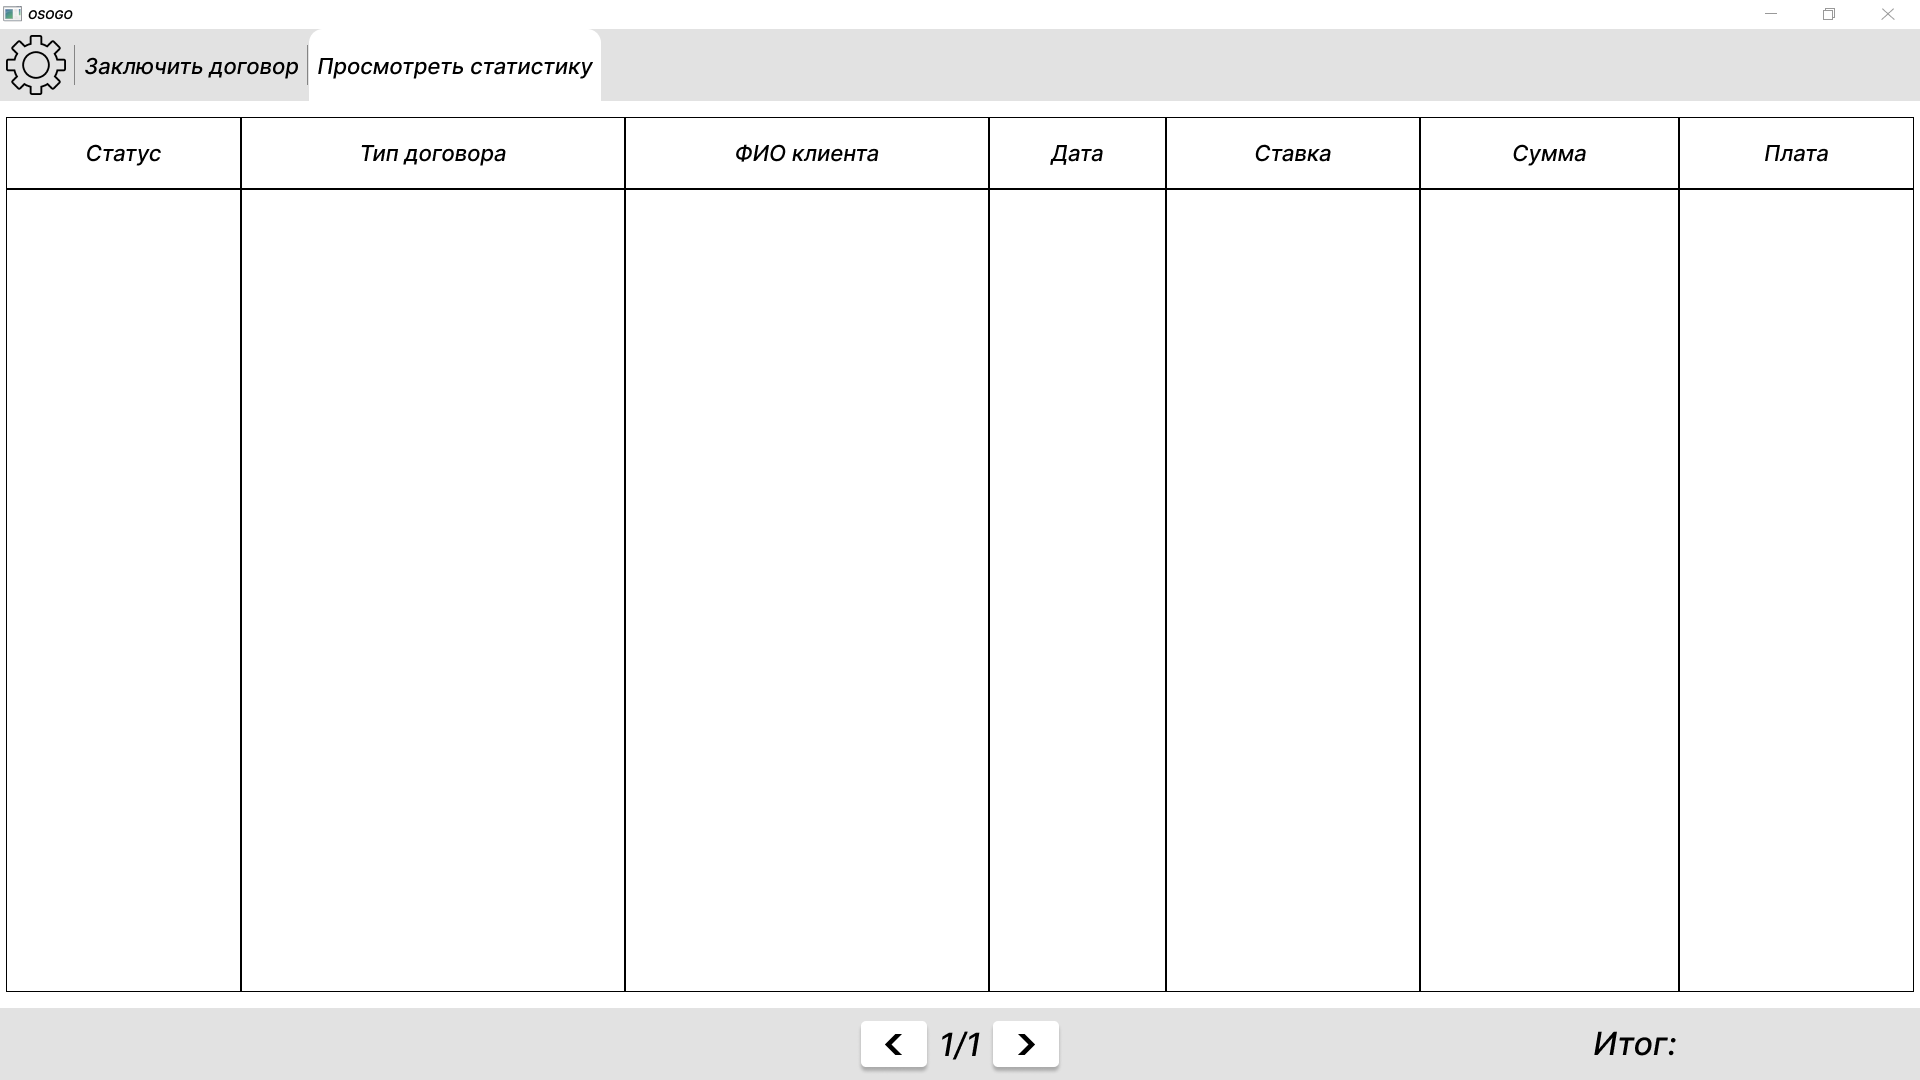 OSOGO
Заключить договор
Просмотреть статистику
Статус
Тип договора
ФИО клиента
Дата
Ставка
Сумма
Плата
1/1
Итог: